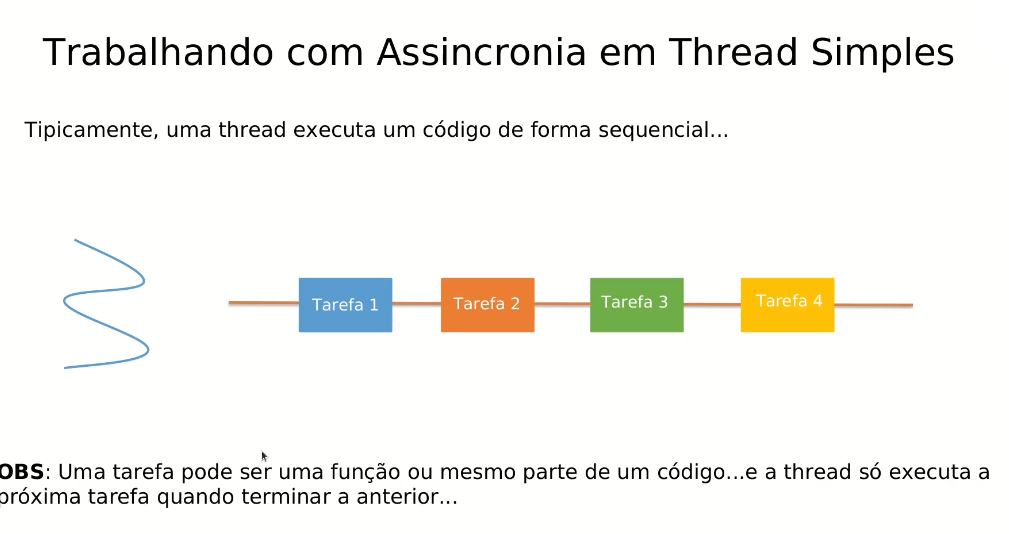 Trabalhando com Assincronia em Thread Simples
Tipicamente, uma thread executa um código de forma sequencial...
Tarefa 1
Tarefa 2
Tarefa 3
Tarefa 4
OBS: Uma tarefa pode ser uma função ou mesmo parte de um código...e a thread só executa a
próxima tarefa quando terminar a anterior...